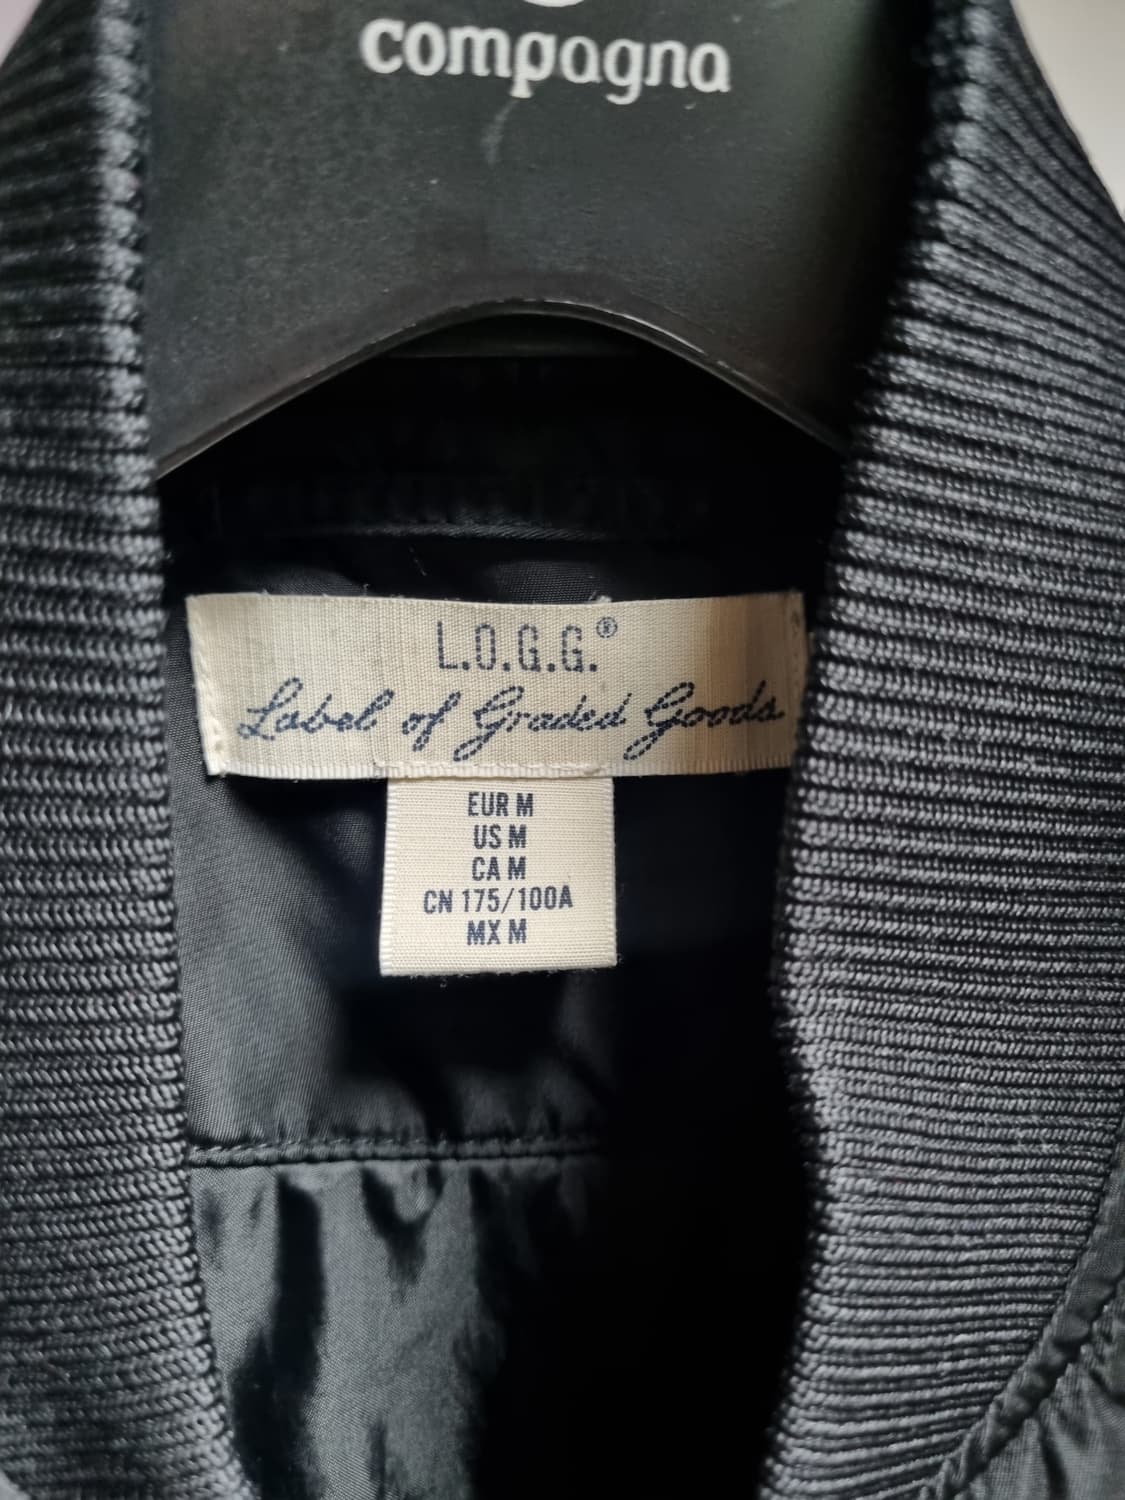 compagna
L.O.G.G.®
Label of Graded Goods
EUR M
US M
CA M
CN 175/100A
MX M